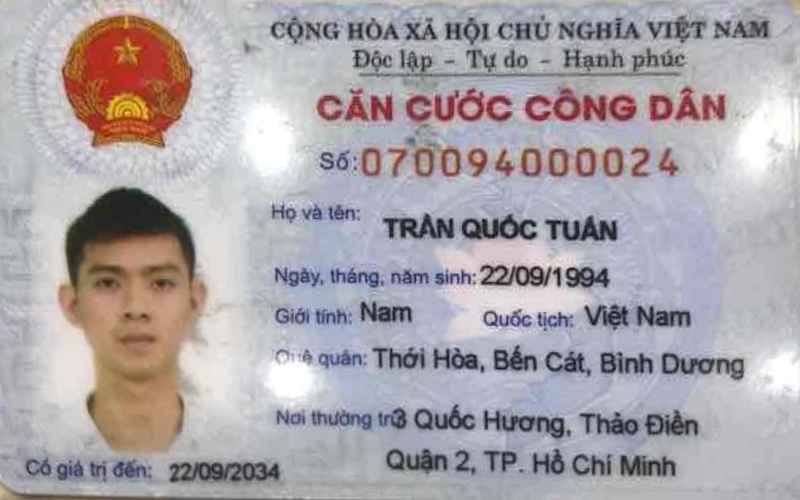 CỘNG HÒA XÃ HỘI CHỦ NGHĨA VIỆT NAM
Độc lập - Tự do - Hạnh phúc
CĂN CƯỚC CÔNG DÂN
Số: 070094000024
Họ và tên: TRẦN QUỐC TUẤN
Ngày, tháng, năm sinh: 22/09/1994
Giới tính: Nam Quốc tịch: Việt Nam
Quê quán: Thới Hòa, Bến Cát, Bình Dương
Nơi thường tr 3 Quốc Hương, Thảo Điền
Quận 2, TP. Hồ Chí Minh
Có giá trị đến: 22/09/2034